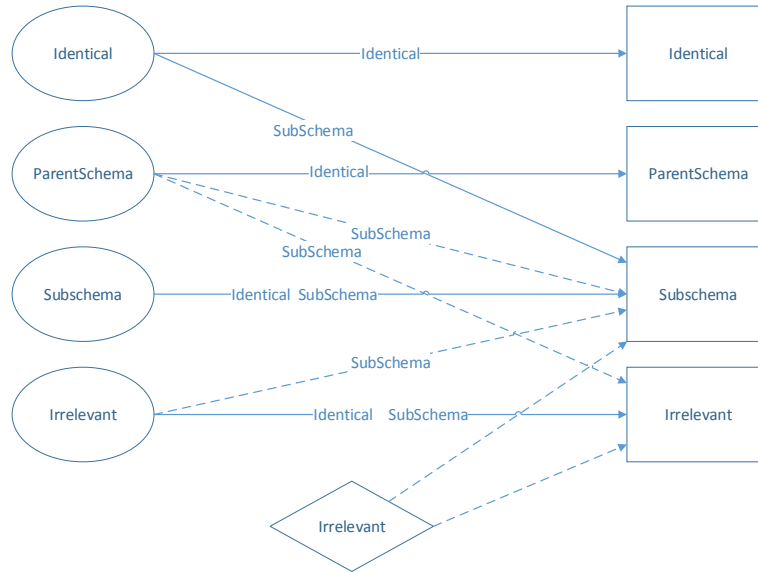 Identical
Identical
Identical
SubSchema
ParentSchema
Identical
ParentSchema
SubSchema
SubSchema
Subschema
Identical SubSchema
Subschema
SubSchema
Irrelevant
Identical SubSchema
Irrelevant
Irrelevant